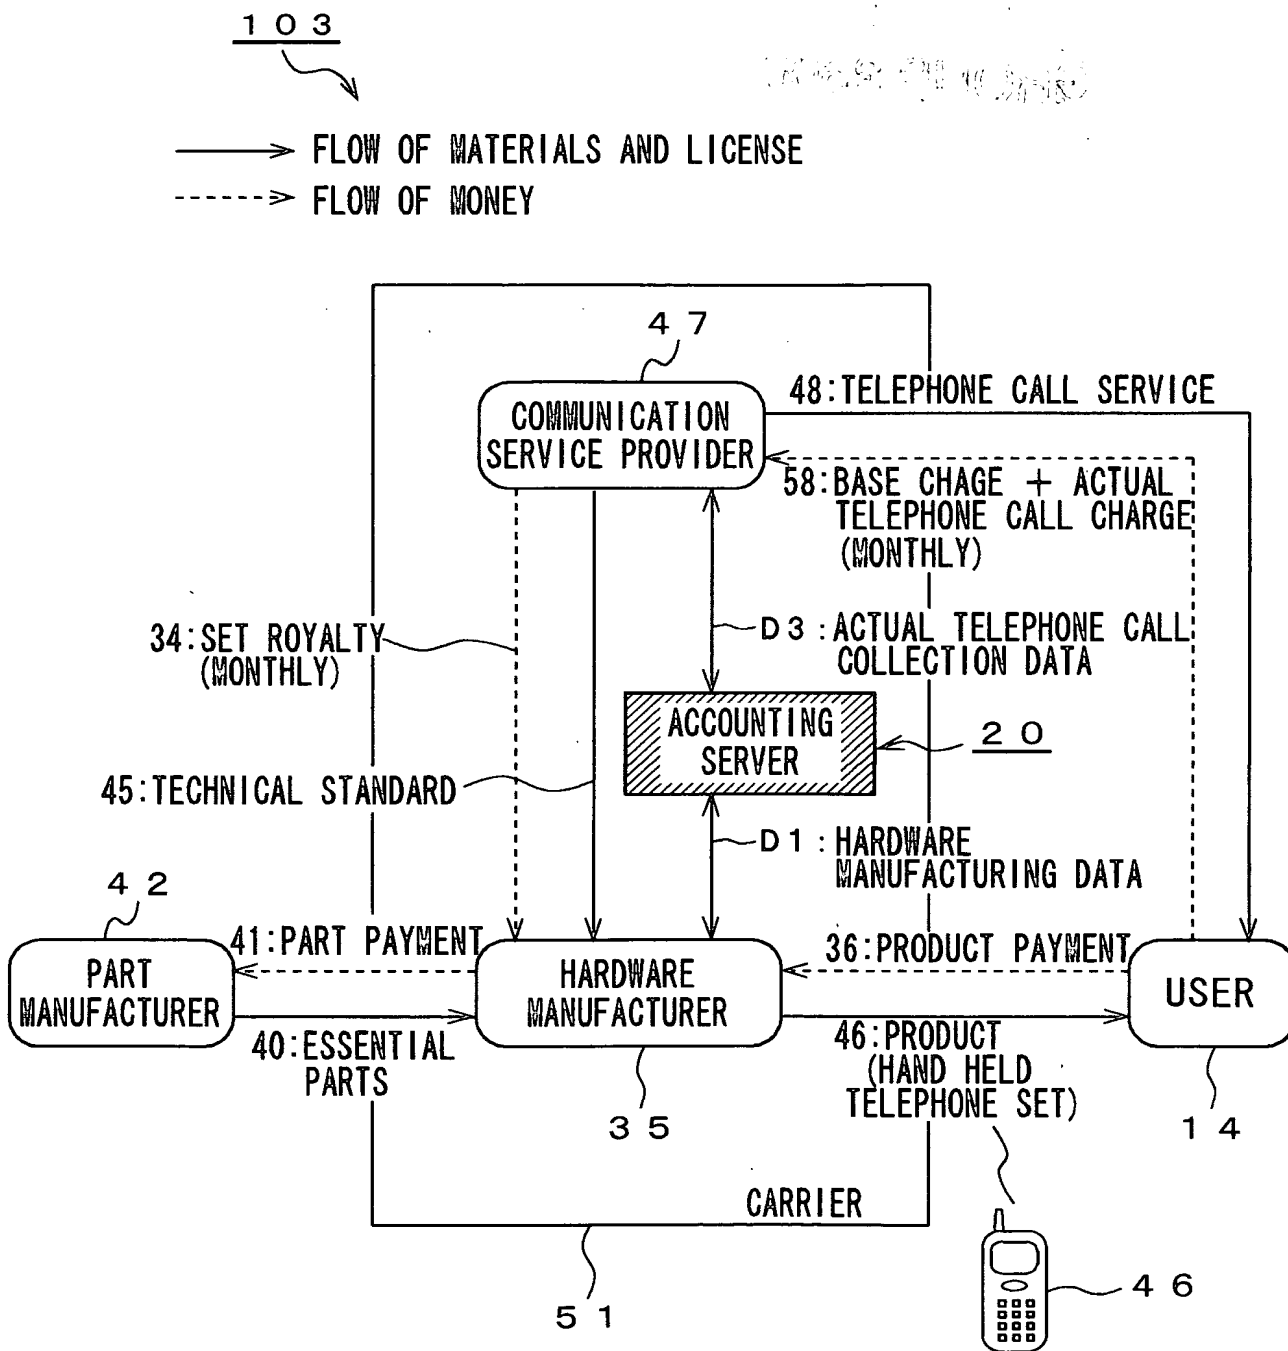 103
FLOW OF MATERIALS AND LICENSE
FLOW OF MONEY
47
COMMUNICATION
SERVICE PROVIDER
48:TELEPHONE CALL SERVICE
58:BASE CHAGE + ACTUAL
TELEPHONE CALL CHARGE
(MONTHLY)
34:SET ROYALTY
(MONTHLY)
D3:ACTUAL TELEPHONE CALL
COLLECTION DATA
ACCOUNTING
SERVER
20
45:TECHNICAL STANDARD
D1:HARDWARE
MANUFACTURING DATA
42
41:PART PAYMENT
36:PRODUCT PAYMENT
PART
MANUFACTURER
HARDWARE
MANUFACTURER
USER
40:ESSENTIAL
PARTS
46:PRODUCT
(HAND HELD
TELEPHONE SET)
35
14
CARRIER
51
46